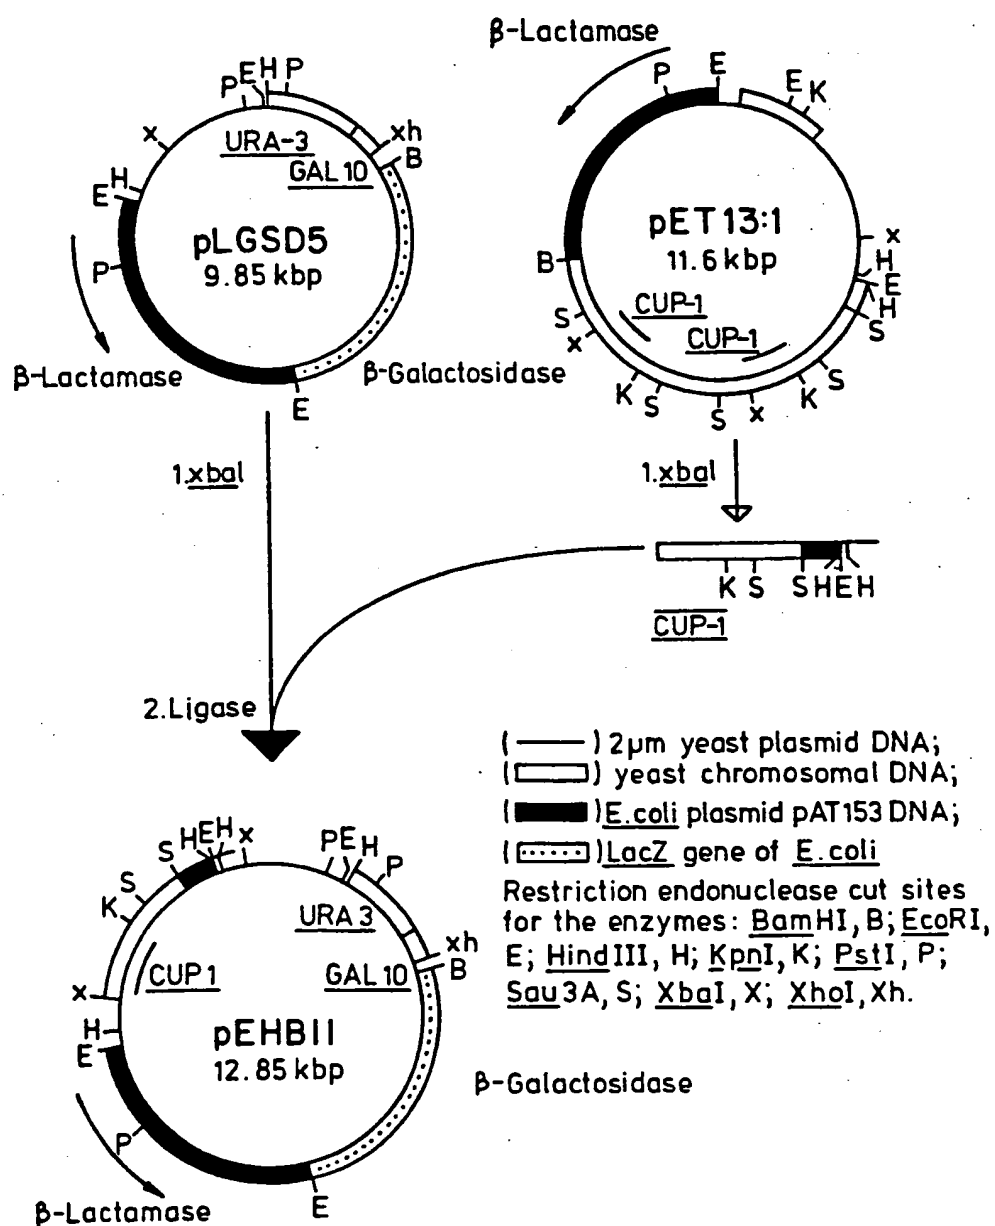 β-Lactamase
P E E K
B S x K S S x K S S H E H x
CUP-1
CUP-1
pET13:1
11.6 kbp
P E H P
x
xh
B
H
E
P
E
URA-3
GAL 10
pLGSD5
9.85 kbp
β-Lactamase
β-Galactosidase
1.xbaI
1.xbaI
K S S H E H
CUP-1
2.Ligase
(—) 2µm yeast plasmid DNA;
( ) yeast chromosomal DNA;
( ) E.coli plasmid pAT153 DNA;
( ) LacZ gene of E.coli
Restriction endonuclease cut sites
for the enzymes: BamHI, B; EcoRI,
E; HindIII, H; KpnI, K; PstI, P;
Sau3A, S; XbaI, X; XhoI, Xh.
x K S S H E H x
P E H P
xh
B
H
E
P
E
URA 3
GAL 10
CUP 1
pEHB11
12.85 kbp
β-Galactosidase
β-Lactamase